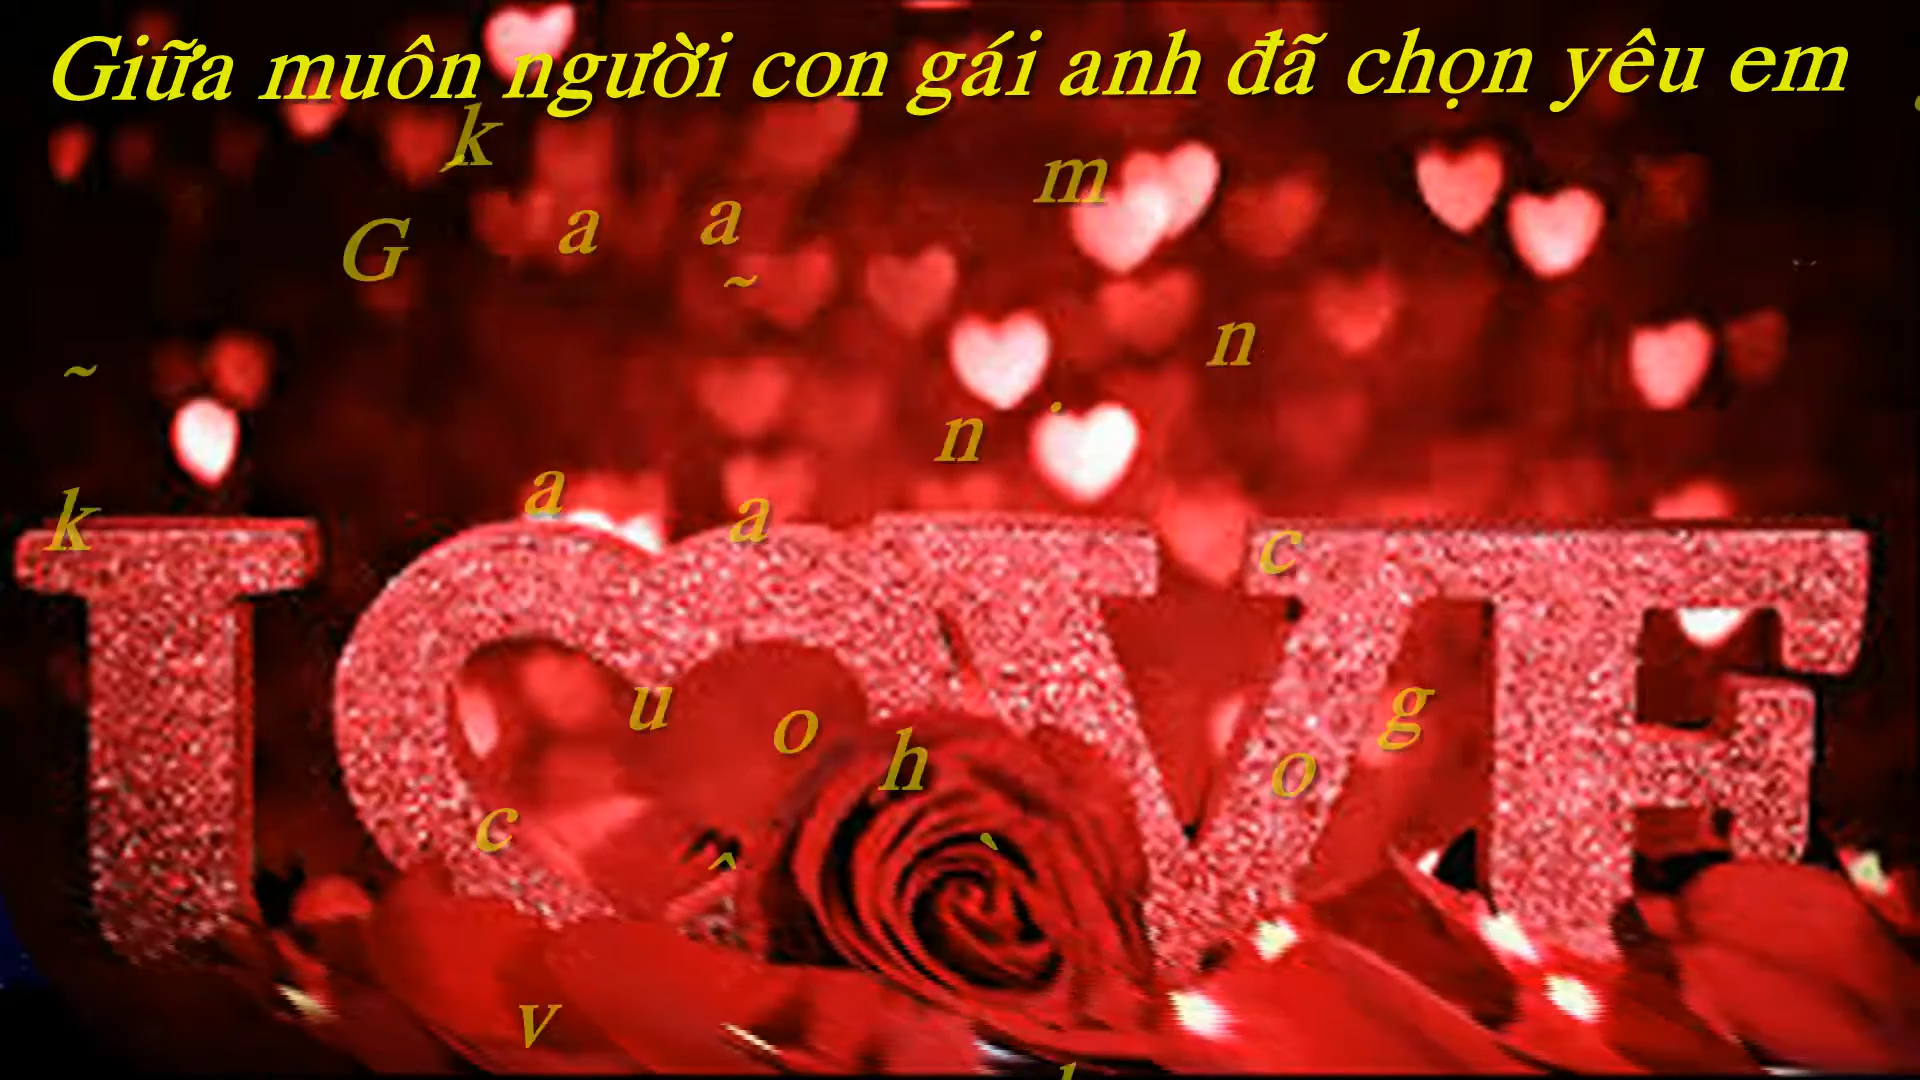 Giữa muôn người con gái anh đã chọn yêu em
k
m
G a a
~
n
~
n
a
k a c
u o h o g
c
^
`
v
LOVE